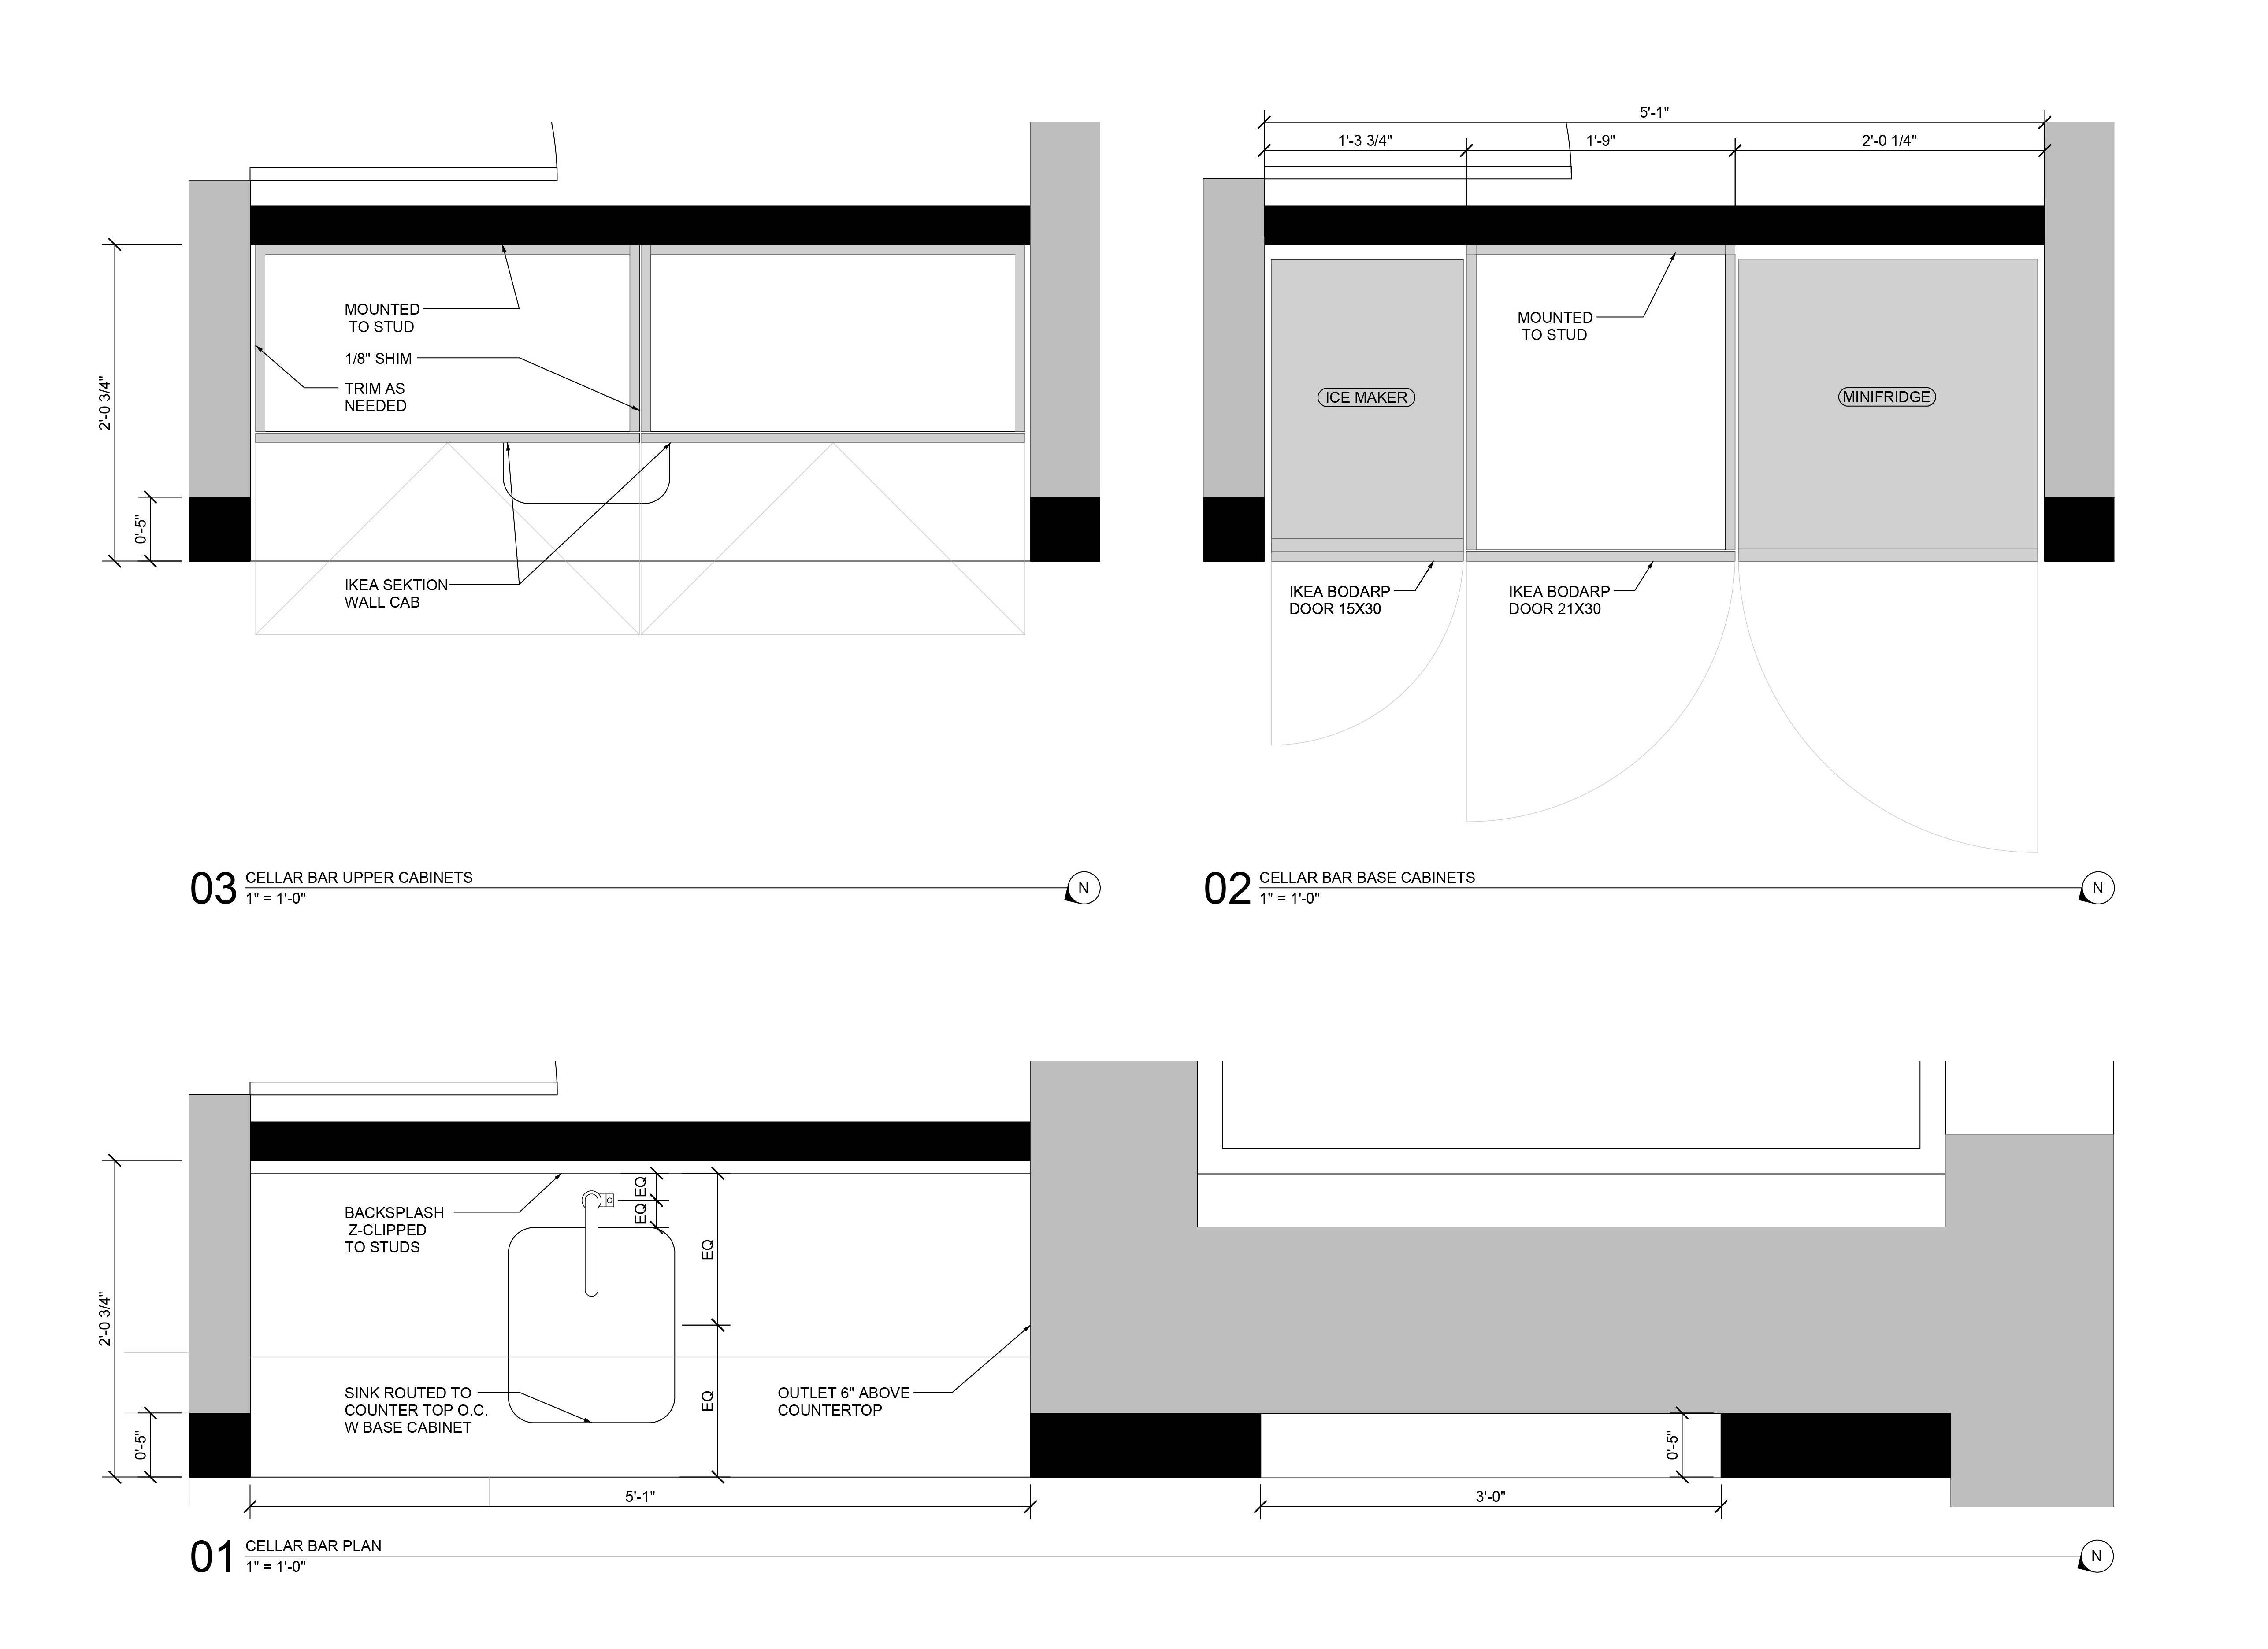 5'-1"
1'-3 3/4"
1'-9"
2'-0 1/4"
2'-0 3/4"
0'-5"
MOUNTED
TO STUD
1/8" SHIM
TRIM AS
NEEDED
IKEA SEKTION
WALL CAB
MOUNTED
TO STUD
ICE MAKER
MINIFRIDGE
IKEA BODARP
DOOR 15X30
IKEA BODARP
DOOR 21X30
03
CELLAR BAR UPPER CABINETS
1" = 1'-0"
N
02
CELLAR BAR BASE CABINETS
1" = 1'-0"
N
2'-0 3/4"
0'-5"
BACKSPLASH
Z-CLIPPED
TO STUDS
EQ
EQ
EQ
EQ
SINK ROUTED TO
COUNTER TOP O.C.
W BASE CABINET
OUTLET 6" ABOVE
COUNTERTOP
0'-5"
5'-1"
3'-0"
01
CELLAR BAR PLAN
1" = 1'-0"
N